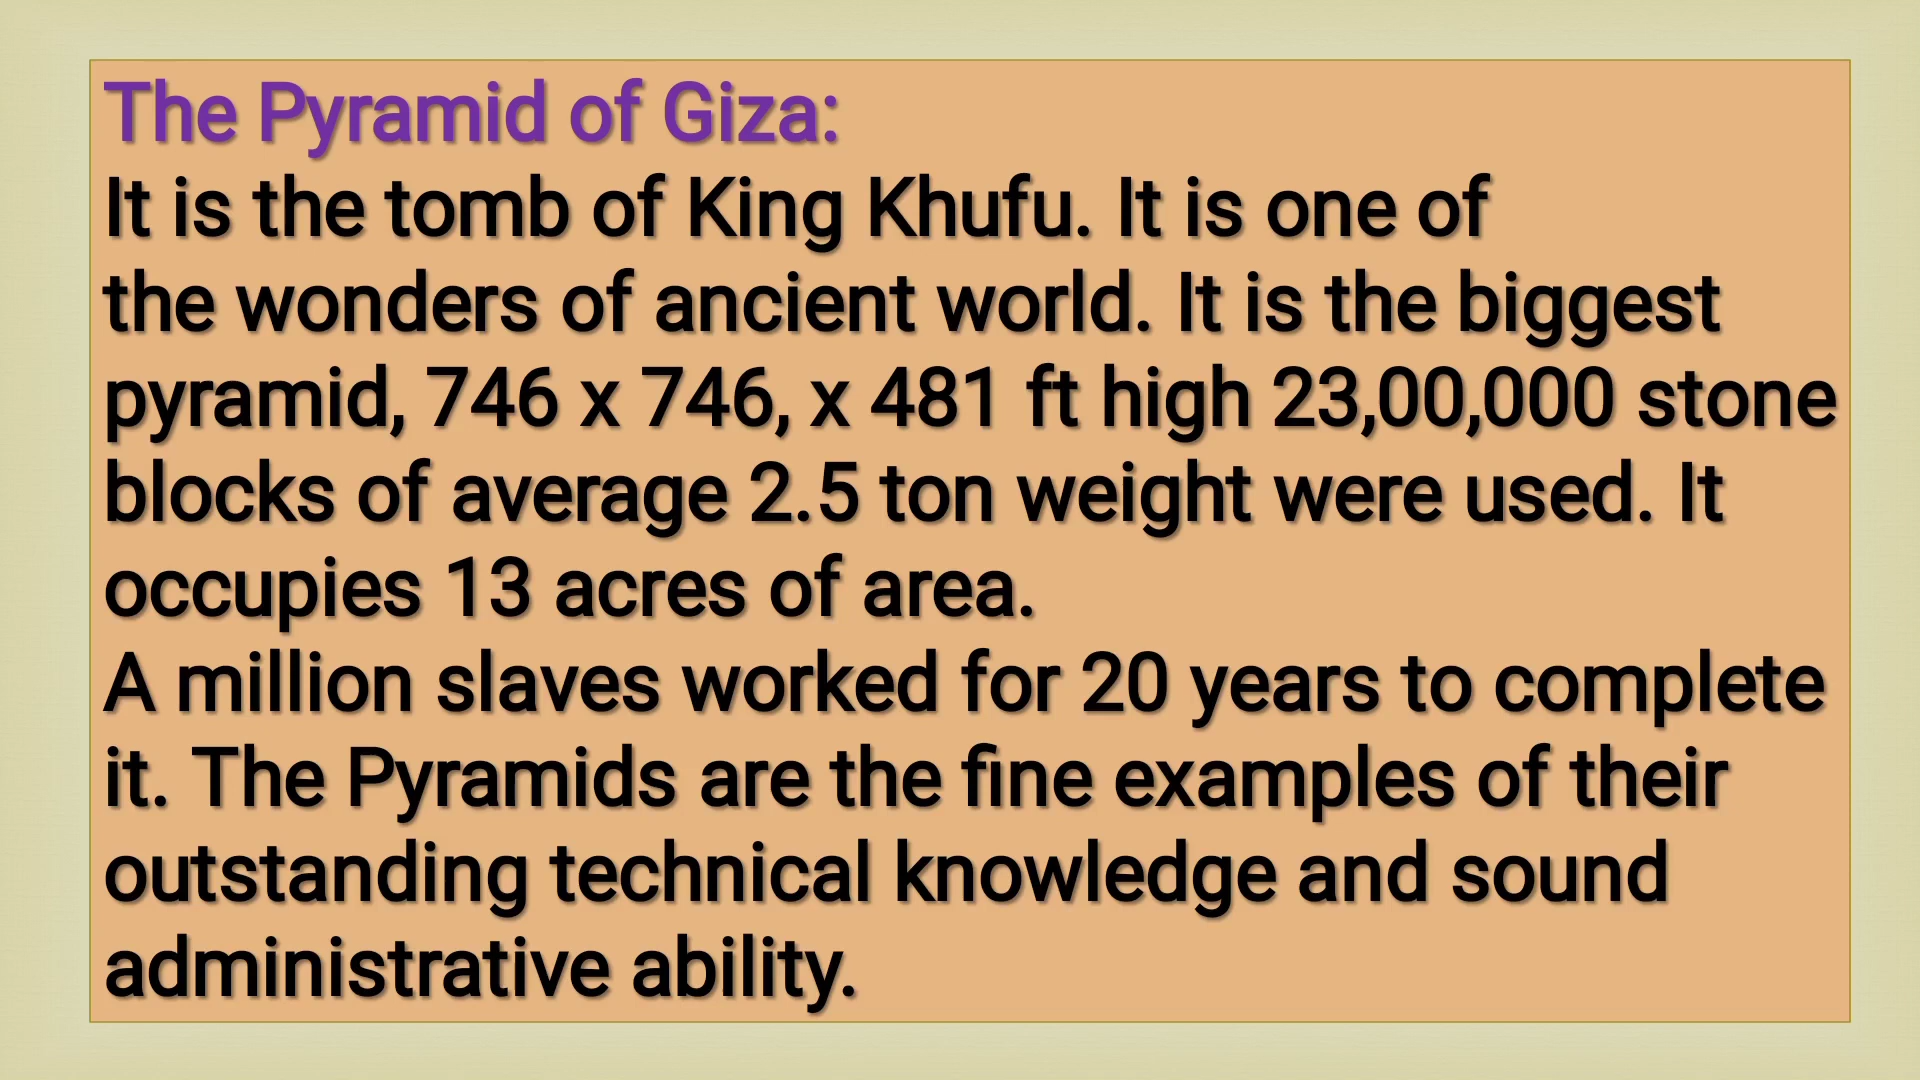 The Pyramid of Giza:
It is the tomb of King Khufu. It is one of
the wonders of ancient world. It is the biggest
pyramid, 746 x 746, x 481 ft high 23,00,000 stone
blocks of average 2.5 ton weight were used. It
occupies 13 acres of area.
A million slaves worked for 20 years to complete
it. The Pyramids are the fine examples of their
outstanding technical knowledge and sound
administrative ability.